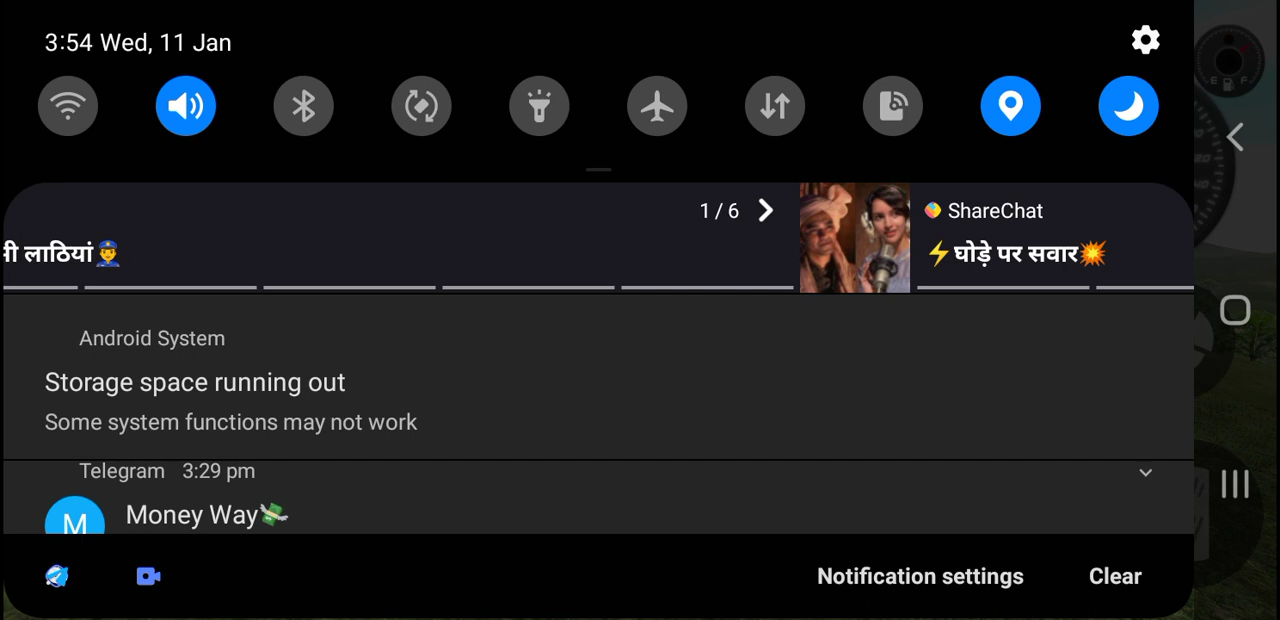 3:54 Wed, 11 Jan
1 / 6
ShareChat
लाठियां👮
⚡घोड़े पर सवार💥
Android System
Storage space running out
Some system functions may not work
Telegram 3:29 pm
M
Money Way💸
Notification settings
Clear
E F